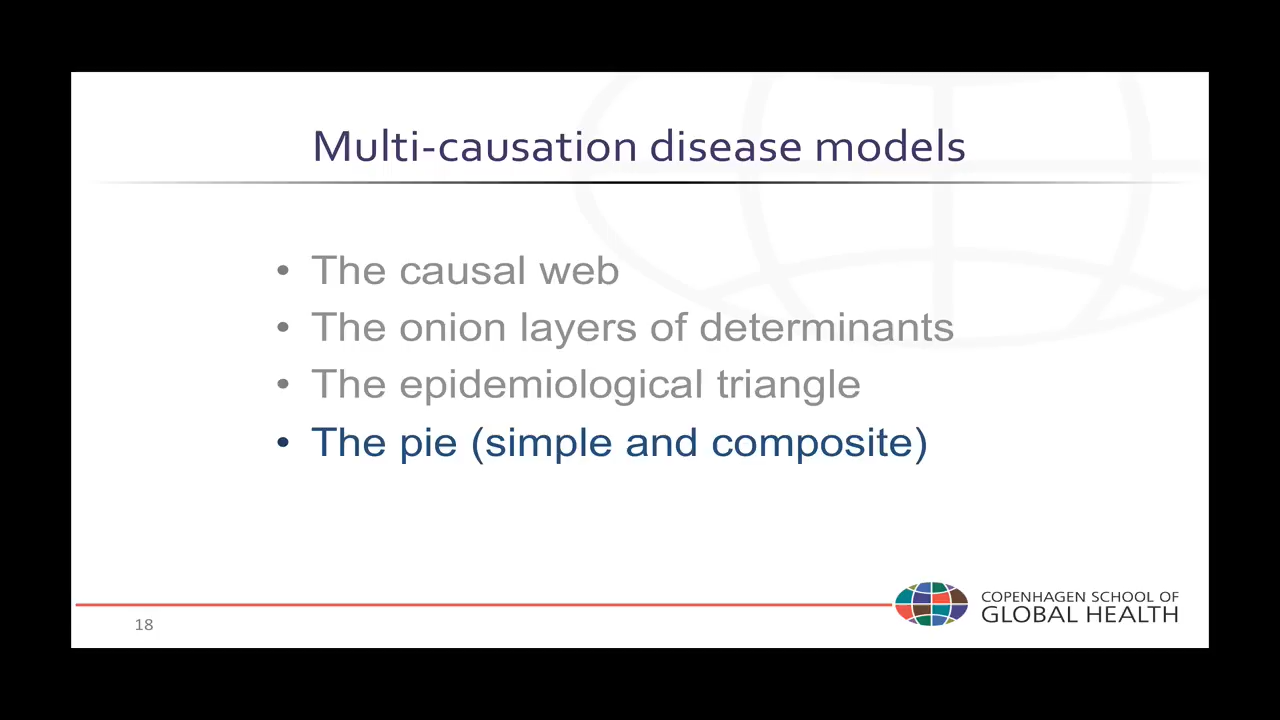 Multi-causation disease models
• The causal web
• The onion layers of determinants
• The epidemiological triangle
• The pie (simple and composite)
18
COPENHAGEN SCHOOL OF
GLOBAL HEALTH